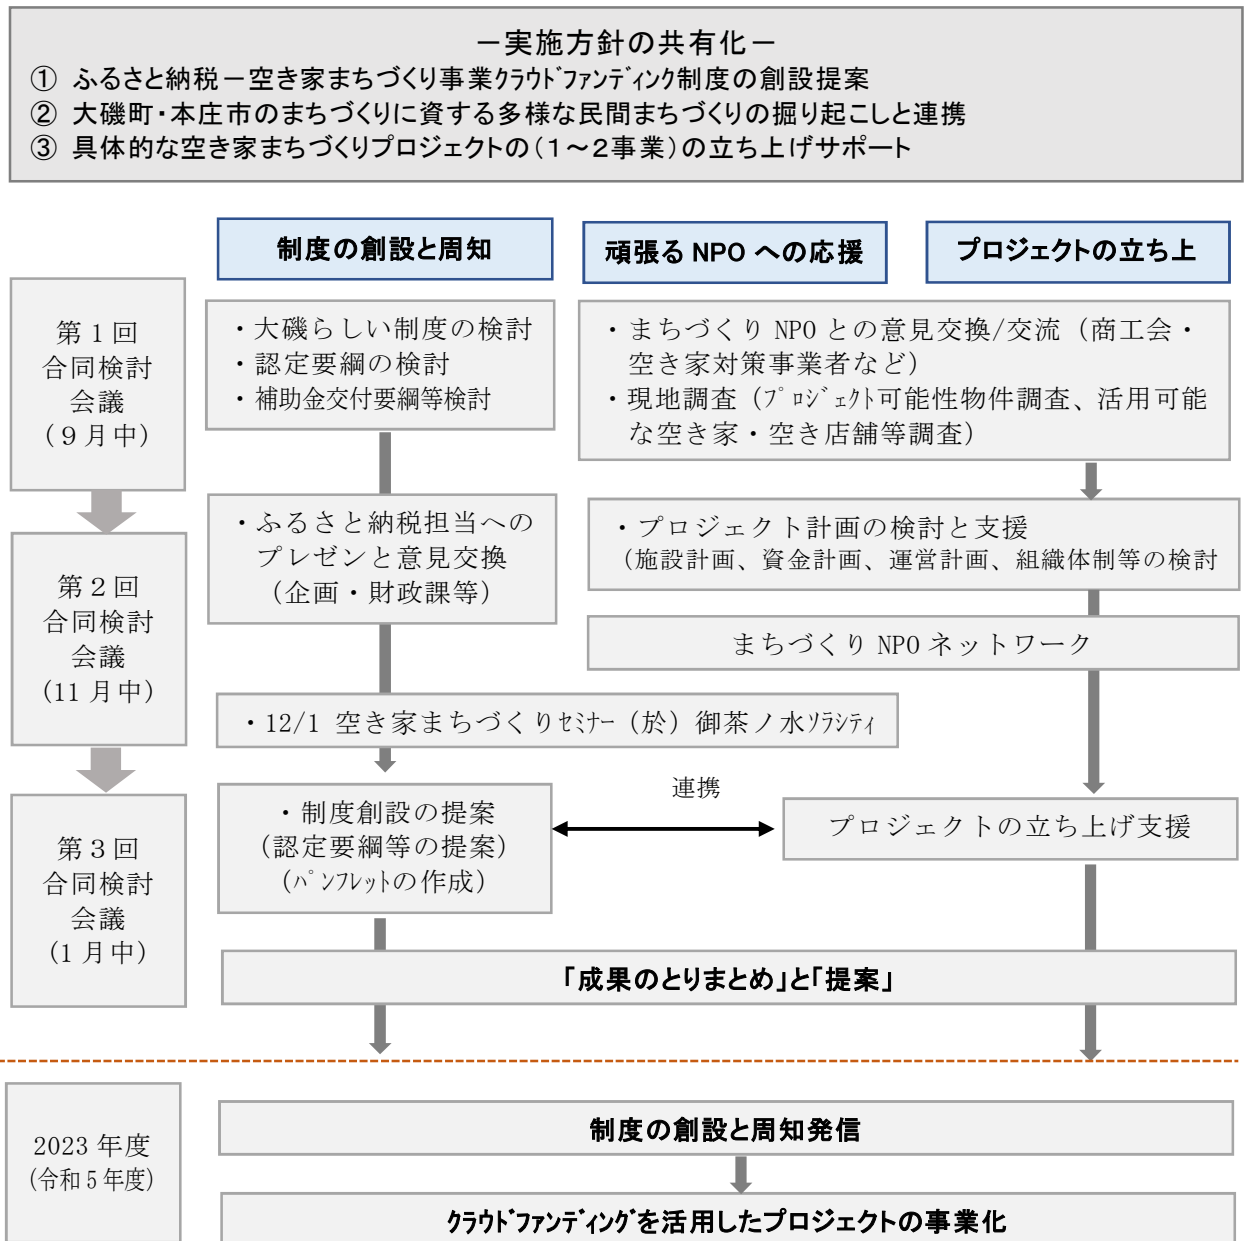 －実施方針の共有化－
① ふるさと納税－空き家まちづくり事業ｸﾗｳﾄﾞﾌｧﾝﾃﾞｨﾝｸ制度の創設提案
② 大磯町・本庄市のまちづくりに資する多様な民間まちづくりの掘り起こしと連携
③ 具体的な空き家まちづくりプロジェクトの（１～２事業）の立ち上げサポート
制度の創設と周知
頑張る NPO への応援
プロジェクトの立ち上
第１回
合同検討
会議
（９月中）
・大磯らしい制度の検討
・認定要綱の検討
・補助金交付要綱等検討
・まちづくり NPO との意見交換/交流（商工会・
空き家対策事業者など）
・現地調査（ﾌﾟﾛｼﾞｪｸﾄ可能性物件調査、活用可能
な空き家・空き店舗等調査）
第２回
合同検討
会議
（11 月中）
・ふるさと納税担当への
プレゼンと意見交換
（企画・財政課等）
・プロジェクト計画の検討と支援
（施設計画、資金計画、運営計画、組織体制等の検討
まちづくり NPO ネットワーク
・12/1 空き家まちづくりｾﾐﾅｰ（於）御茶ノ水ｿﾗｼﾃｨ
第３回
合同検討
会議
（1 月中）
・制度創設の提案
（認定要綱等の提案）
（ﾊﾟﾝﾌﾚｯﾄの作成）
連携
プロジェクトの立ち上げ支援
「成果のとりまとめ」と「提案」
2023 年度
（令和 5 年度）
制度の創設と周知発信
ｸﾗｳﾄﾞﾌｧﾝﾃﾞｨﾝｸﾞを活用したプロジェクトの事業化